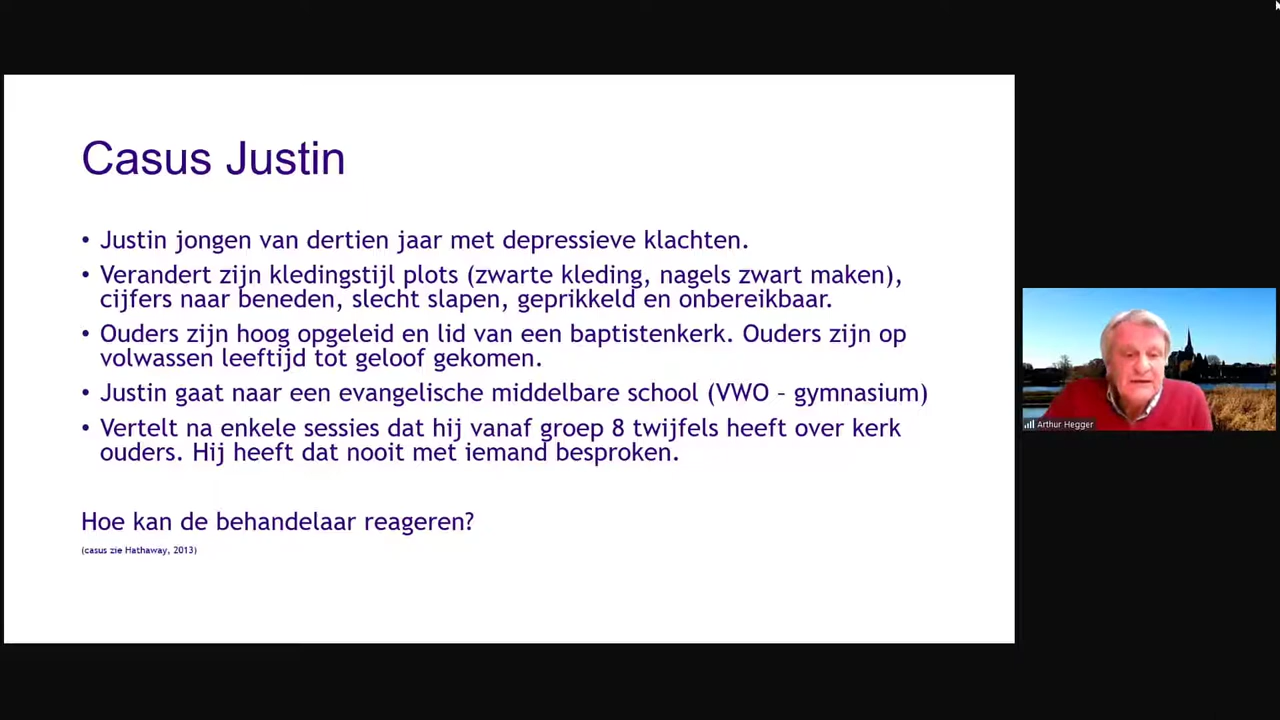 Casus Justin
• Justin jongen van dertien jaar met depressieve klachten.
• Verandert zijn kledingstijl plots (zwarte kleding, nagels zwart maken),
cijfers naar beneden, slecht slapen, geprikkeld en onbereikbaar.
• Ouders zijn hoog opgeleid en lid van een baptistenkerk. Ouders zijn op
volwassen leeftijd tot geloof gekomen.
• Justin gaat naar een evangelische middelbare school (VWO – gymnasium)
• Vertelt na enkele sessies dat hij vanaf groep 8 twijfels heeft over kerk
ouders. Hij heeft dat nooit met iemand besproken.
Hoe kan de behandelaar reageren?
(casus zie Hathaway, 2013)
Arthur Hegger